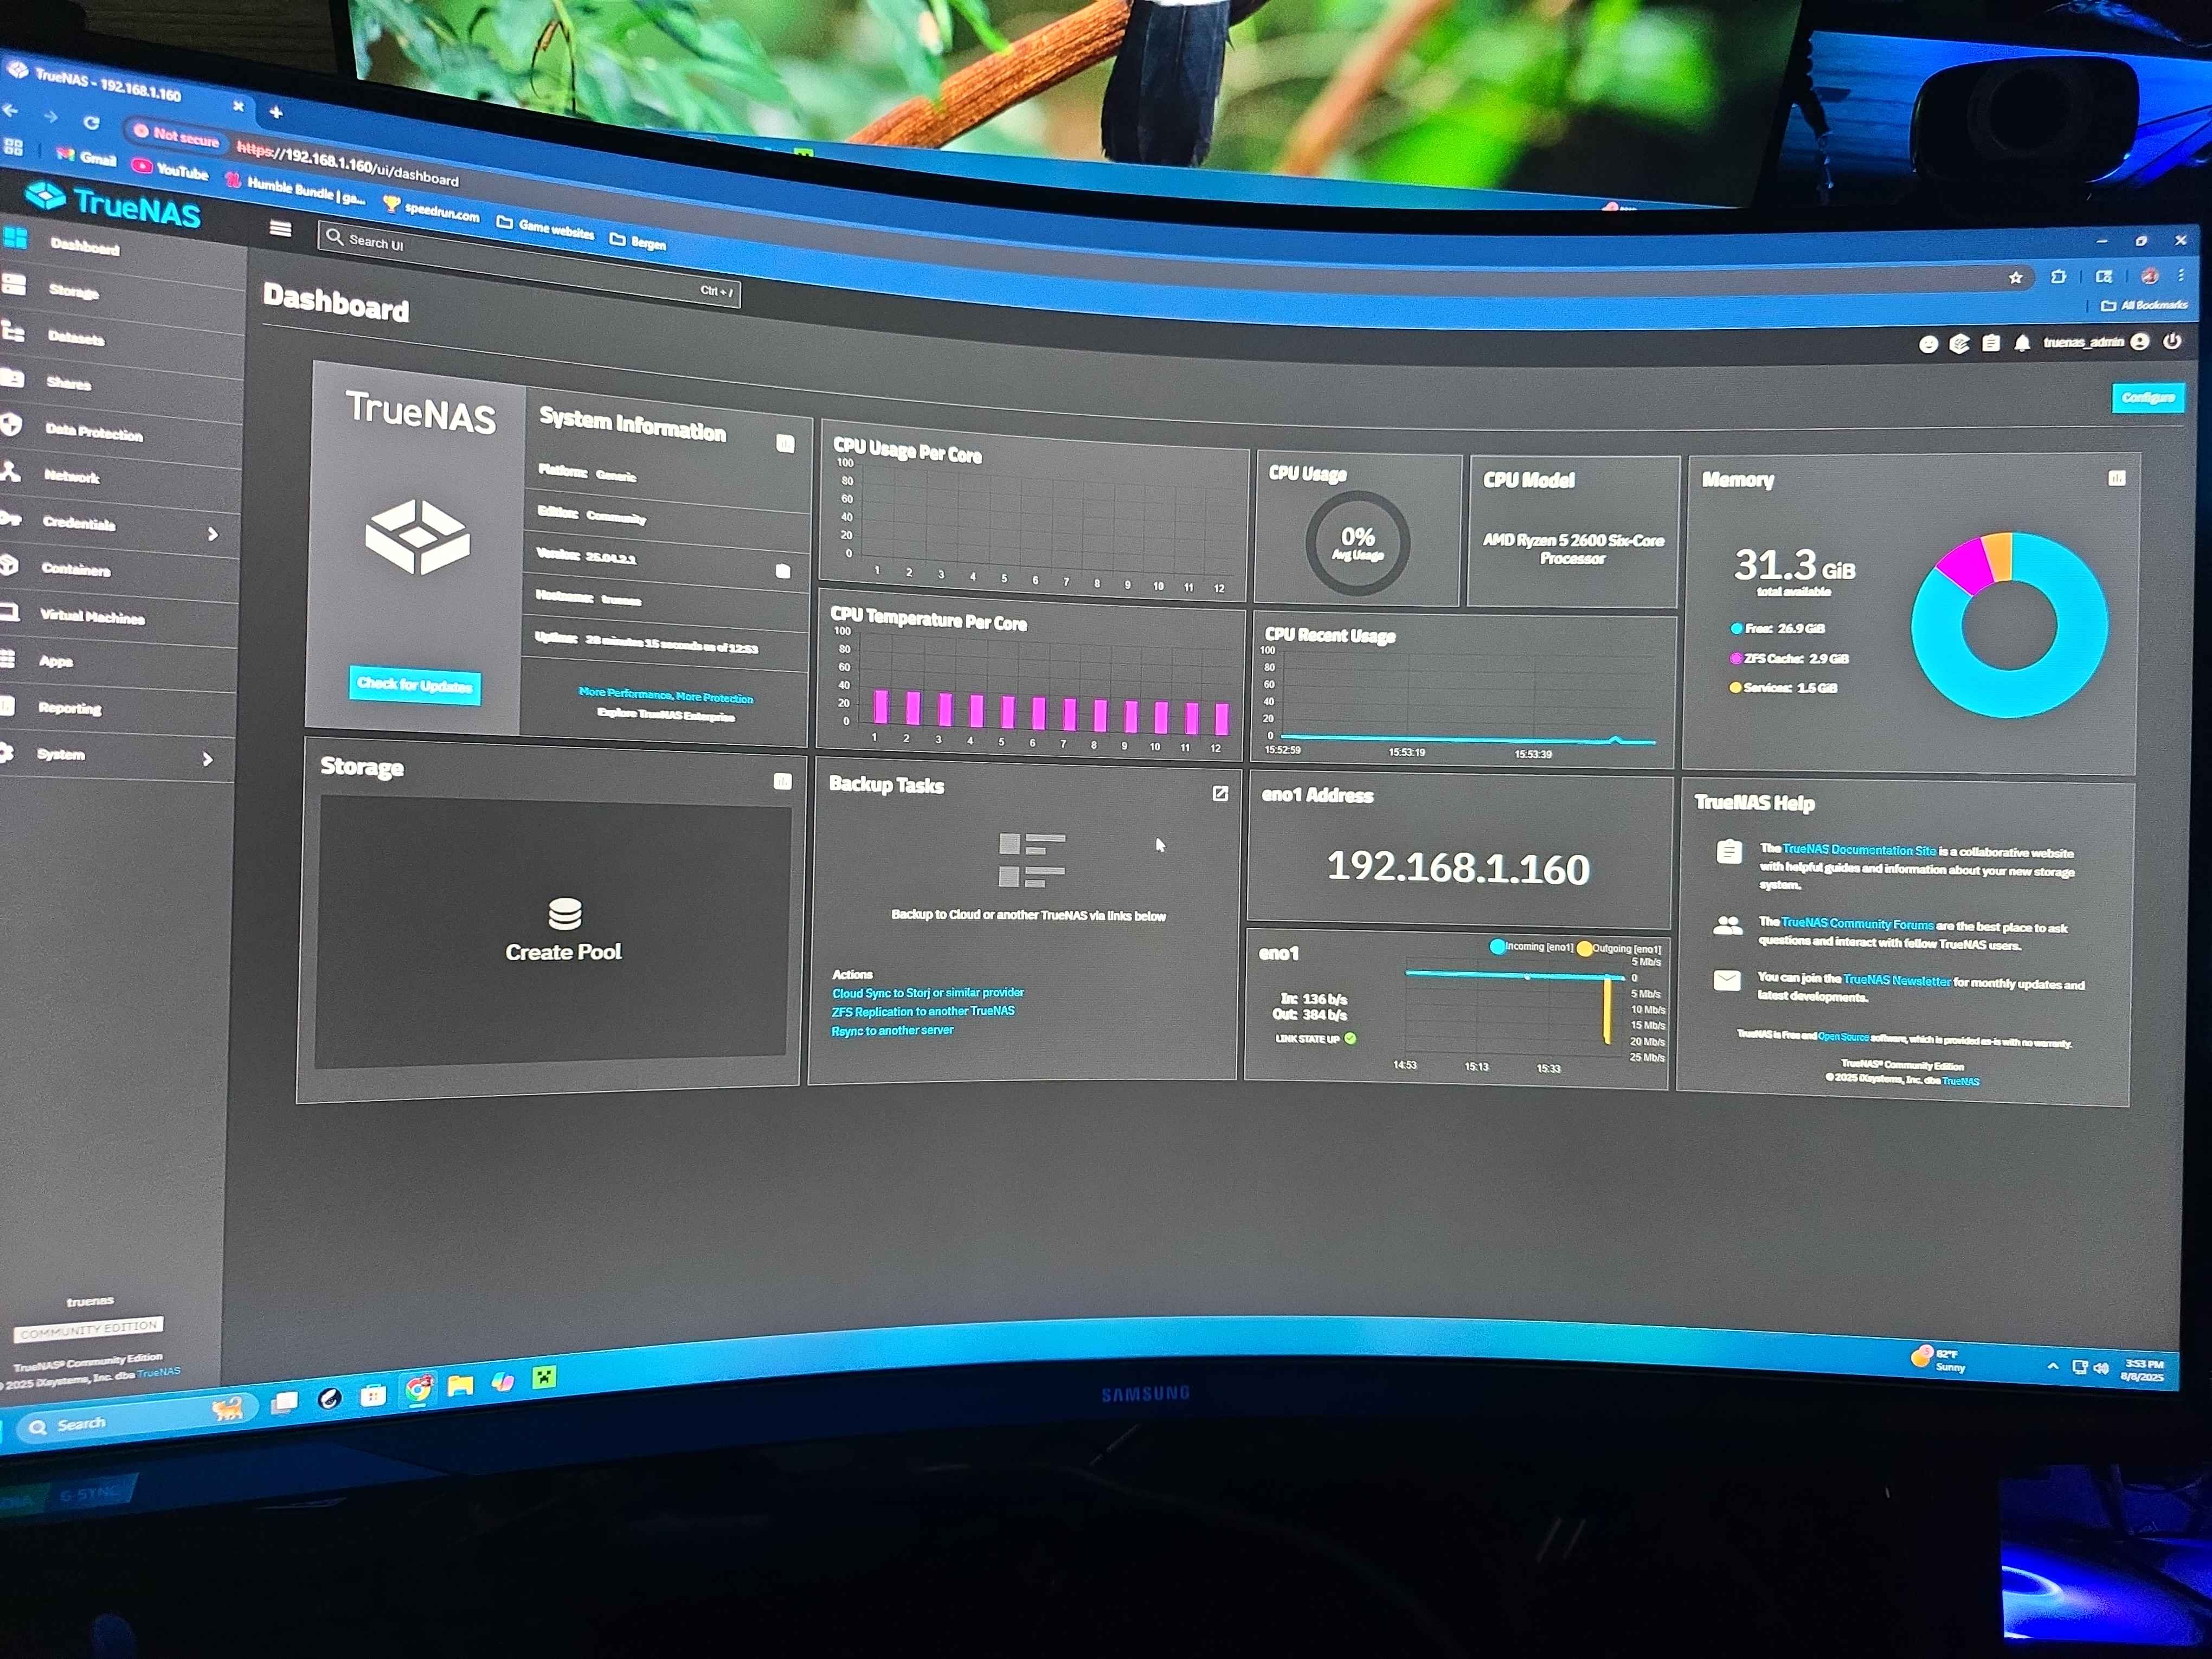 TrueNAS - 192.168.1.160
Not secure https://192.168.1.160/ui/dashboard
Gmail YouTube Humble Bundle | ga... speedrun.com Game websites Bergen
All Bookmarks
TrueNAS
Search UI Ctrl + /
truenas_admin
Dashboard
Storage
Datasets
Shares
Data Protection
Network
Credentials
Containers
Virtual Machines
Apps
Reporting
System
truenas
COMMUNITY EDITION
TrueNAS® Community Edition
2025 iXsystems, Inc. dba TrueNAS
Dashboard
Configure
TrueNAS
Check for Updates
System Information
Platform: Generic
Edition: Community
Version: 25.04.2.1
Hostname: truenas
Uptime: 28 minutes 15 seconds as of 12:53
More Performance, More Protection
Explore TrueNAS Enterprise
CPU Usage Per Core
100
80
60
40
20
0
1 2 3 4 5 6 7 8 9 10 11 12
CPU Temperature Per Core
100
80
60
40
20
0
1 2 3 4 5 6 7 8 9 10 11 12
CPU Usage
0%
Avg Usage
CPU Model
AMD Ryzen 5 2600 Six-Core
Processor
CPU Recent Usage
100
80
60
40
20
0
15:52:59 15:53:19 15:53:39
Memory
31.3 GiB
total available
Free: 26.9 GiB
ZFS Cache: 2.9 GiB
Services: 1.5 GiB
Storage
Create Pool
Backup Tasks
Backup to Cloud or another TrueNAS via links below
Actions
Cloud Sync to Storj or similar provider
ZFS Replication to another TrueNAS
Rsync to another server
eno1 Address
192.168.1.160
eno1
Incoming [eno1] Outgoing [eno1]
In: 136 b/s
Out: 384 b/s
LINK STATE UP
5 Mb/s
0
5 Mb/s
10 Mb/s
15 Mb/s
20 Mb/s
25 Mb/s
14:53 15:13 15:33
TrueNAS Help
The TrueNAS Documentation Site is a collaborative website
with helpful guides and information about your new storage
system.
The TrueNAS Community Forums are the best place to ask
questions and interact with fellow TrueNAS users.
You can join the TrueNAS Newsletter for monthly updates and
latest developments.
TrueNAS is Free and Open Source software, which is provided as-is with no warranty.
TrueNAS® Community Edition
© 2025 iXsystems, Inc. dba TrueNAS
Search
82°F
Sunny
3:53 PM
8/8/2025
SAMSUNG
G-SYNC